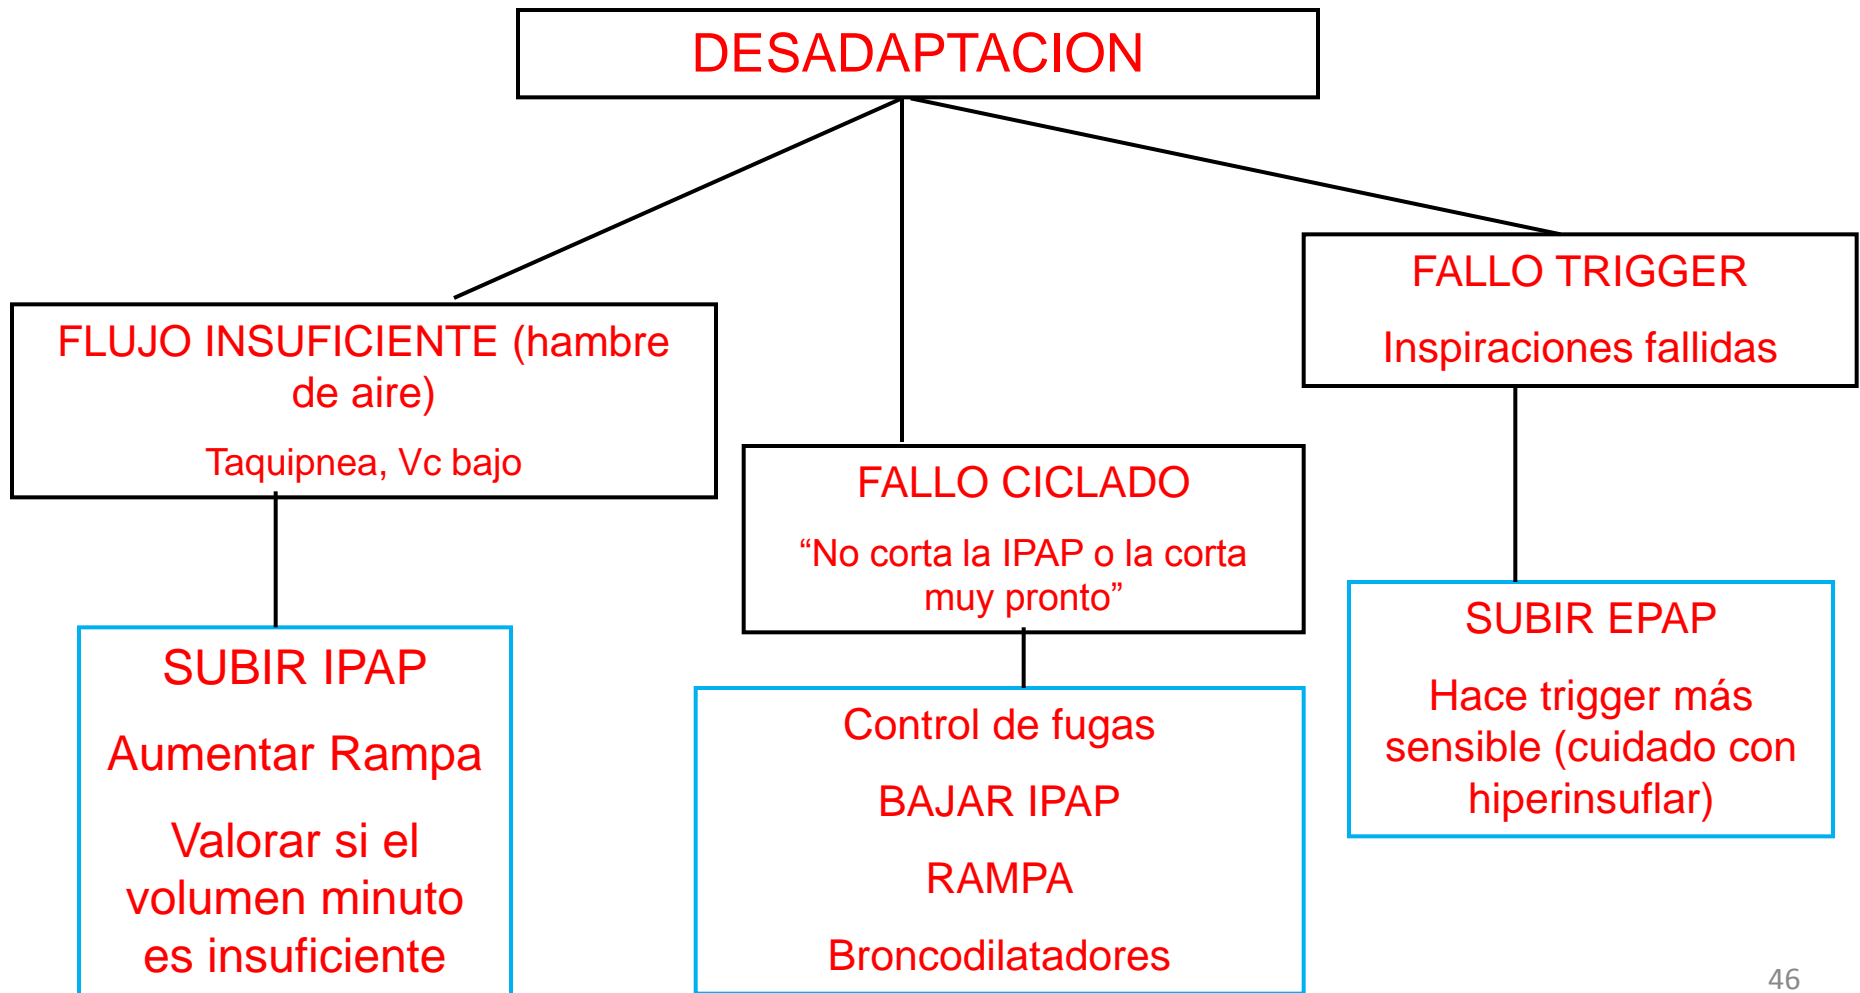 DESADAPTACION
FLUJO INSUFICIENTE (hambre
de aire)
Taquipnea, Vc bajo
FALLO CICLADO
“No corta la IPAP o la corta
muy pronto”
FALLO TRIGGER
Inspiraciones fallidas
SUBIR IPAP
Aumentar Rampa
Valorar si el
volumen minuto
es insuficiente
Control de fugas
BAJAR IPAP
RAMPA
Broncodilatadores
SUBIR EPAP
Hace trigger más
sensible (cuidado con
hiperinsuflar)
46